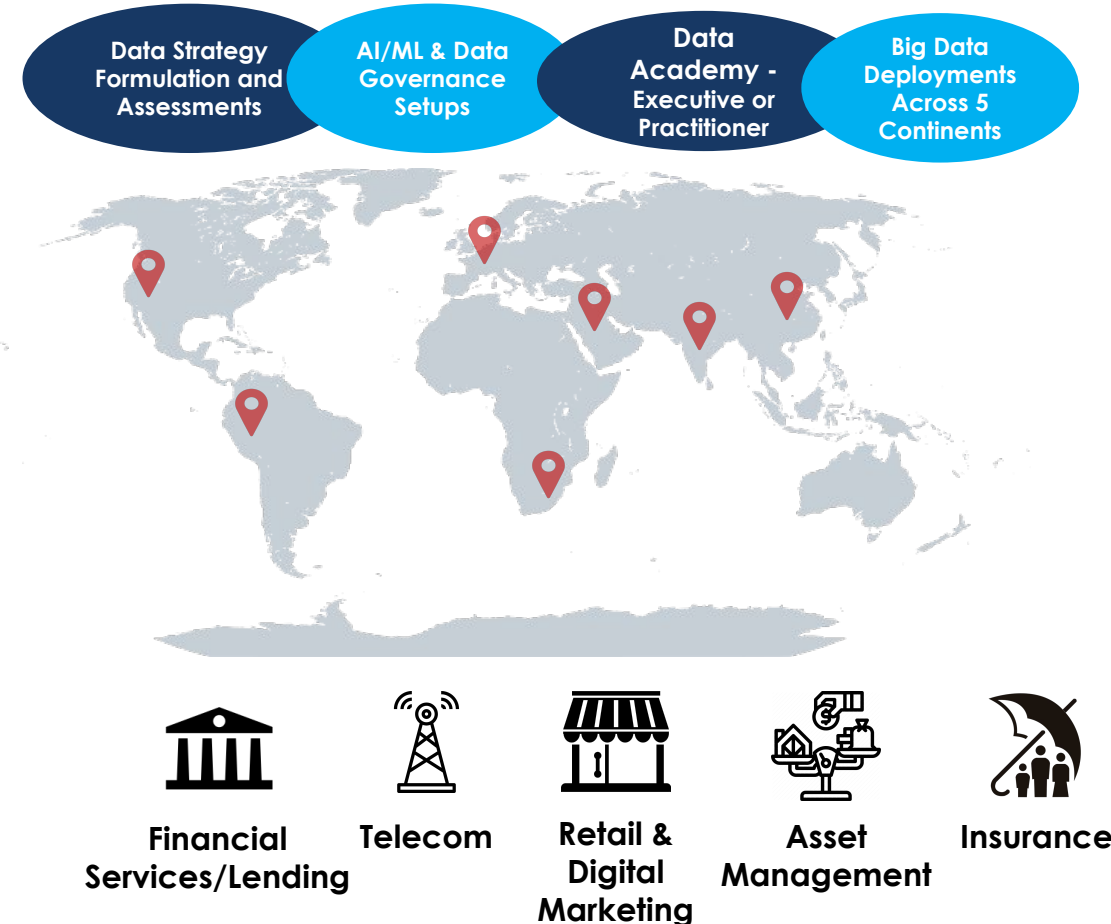 Data Strategy
Formulation and
Assessments
AI/ML & Data
Governance
Setups
Data
Academy -
Executive or
Practitioner
Big Data
Deployments
Across 5
Continents
Financial
Services/Lending
Telecom
Retail &
Digital
Marketing
Asset
Management
Insurance